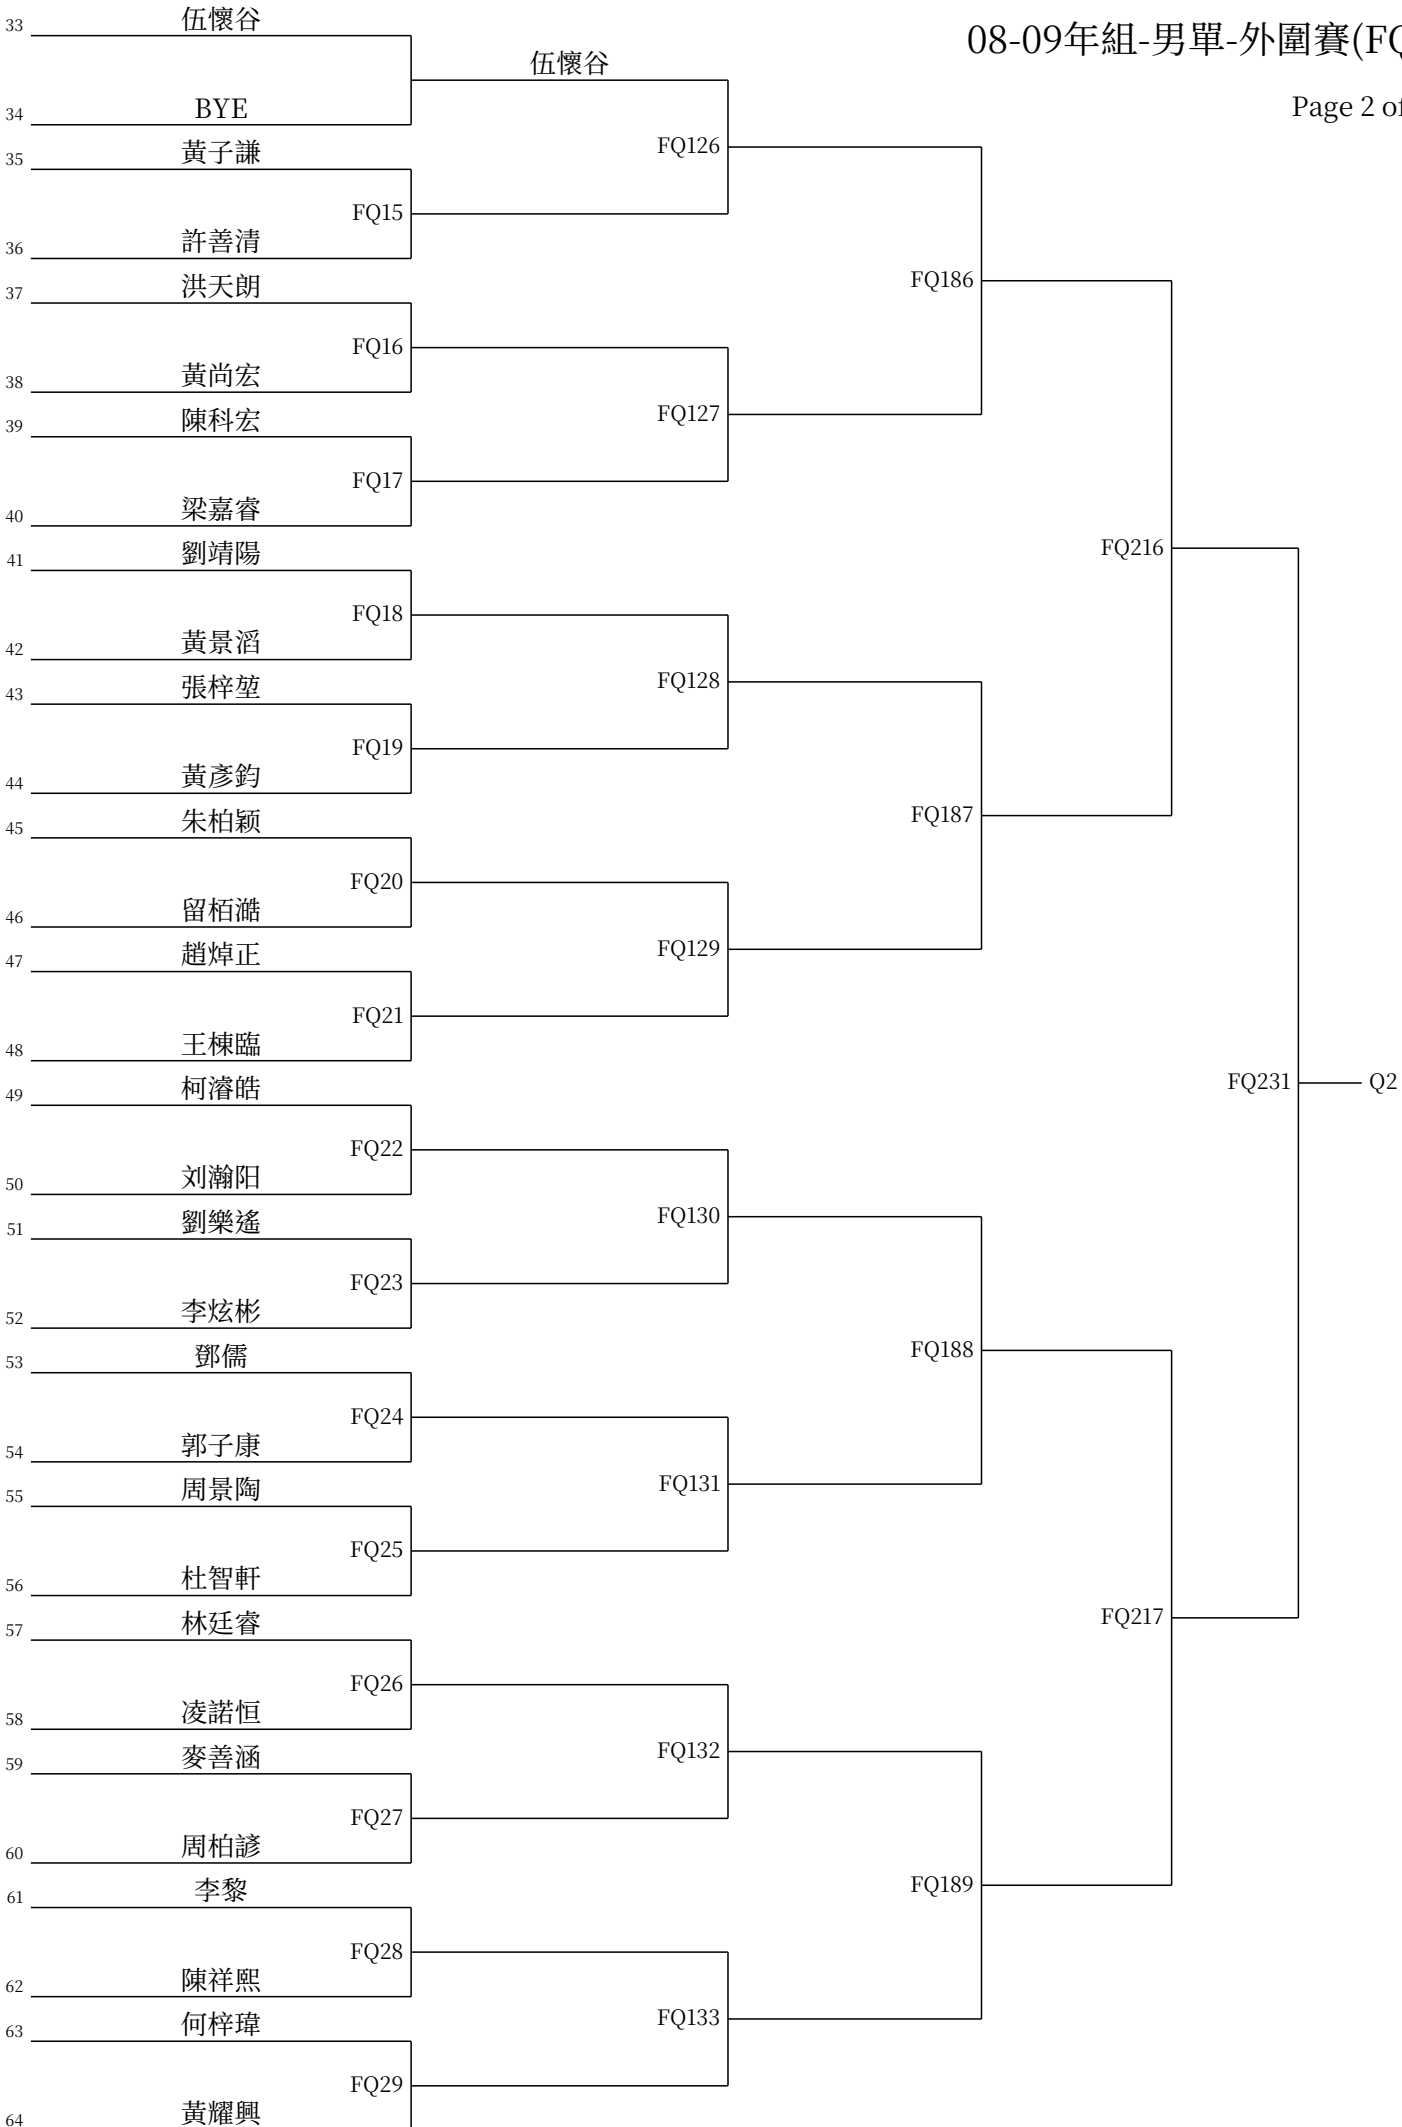 08-09年組-男單-外圍賽(FQ
Page 2 of
33 伍懷谷
伍懷谷
34 BYE
FQ126
35 黃子謙
FQ15
36 許善清
FQ186
37 洪天朗
FQ16
38 黃尚宏
FQ127
39 陳科宏
FQ17
40 梁嘉睿
FQ216
41 劉靖陽
FQ18
42 黃景滔
FQ128
43 張梓堃
FQ19
44 黃彥鈞
FQ187
45 朱柏颖
FQ20
46 留栢澔
FQ129
47 趙焯正
FQ21
48 王棟臨
FQ231 Q2
49 柯濬皓
FQ22
50 刘瀚阳
FQ130
51 劉樂遙
FQ23
52 李炫彬
FQ188
53 鄧儒
FQ24
54 郭子康
FQ131
55 周景陶
FQ25
56 杜智軒
FQ217
57 林廷睿
FQ26
58 凌諾恒
FQ132
59 麥善涵
FQ27
60 周柏諺
FQ189
61 李黎
FQ28
62 陳祥熙
FQ133
63 何梓瑋
FQ29
64 黃耀興